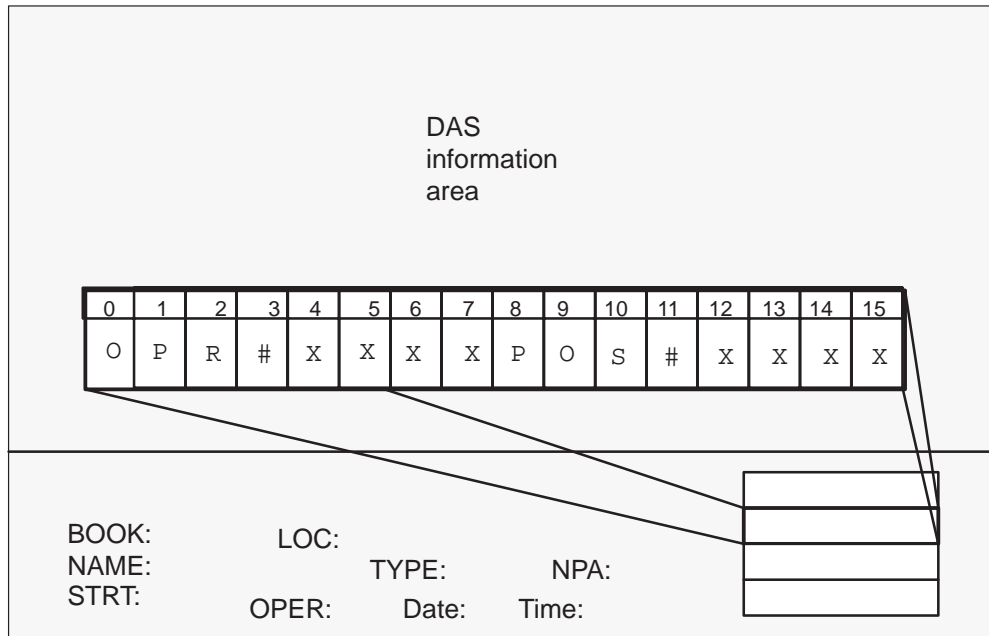 DAS
information
area
0 1 2 3 4 5 6 7 8 9 10 11 12 13 14 15
O P R # X X X X P O S # X X X X
BOOK: LOC:
NAME: TYPE: NPA:
STRT: OPER: Date: Time: